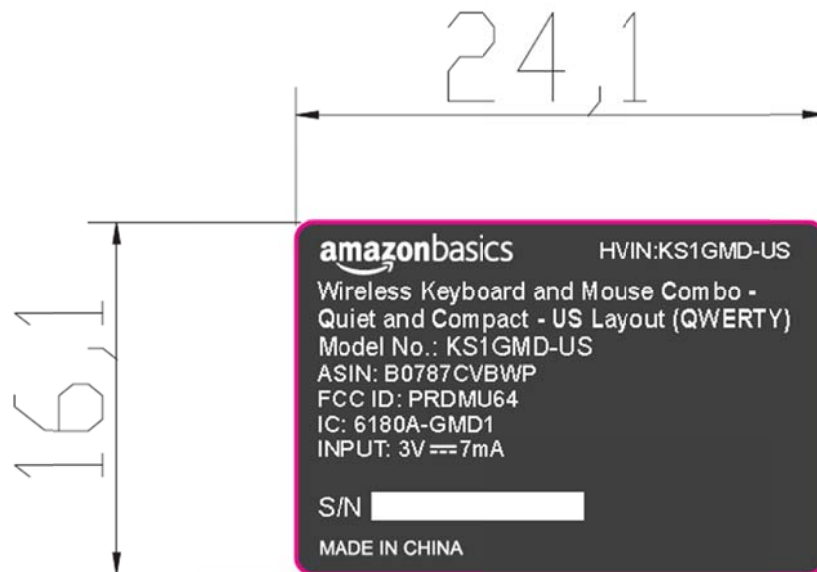 24,1
16,1
amazonbasics HVIN:KS1GMD-US
Wireless Keyboard and Mouse Combo -
Quiet and Compact - US Layout (QWERTY)
Model No.: KS1GMD-US
ASIN: B0787CVBWP
FCC ID: PRDMU64
IC: 6180A-GMD1
INPUT: 3V⎓7mA
S/N
MADE IN CHINA